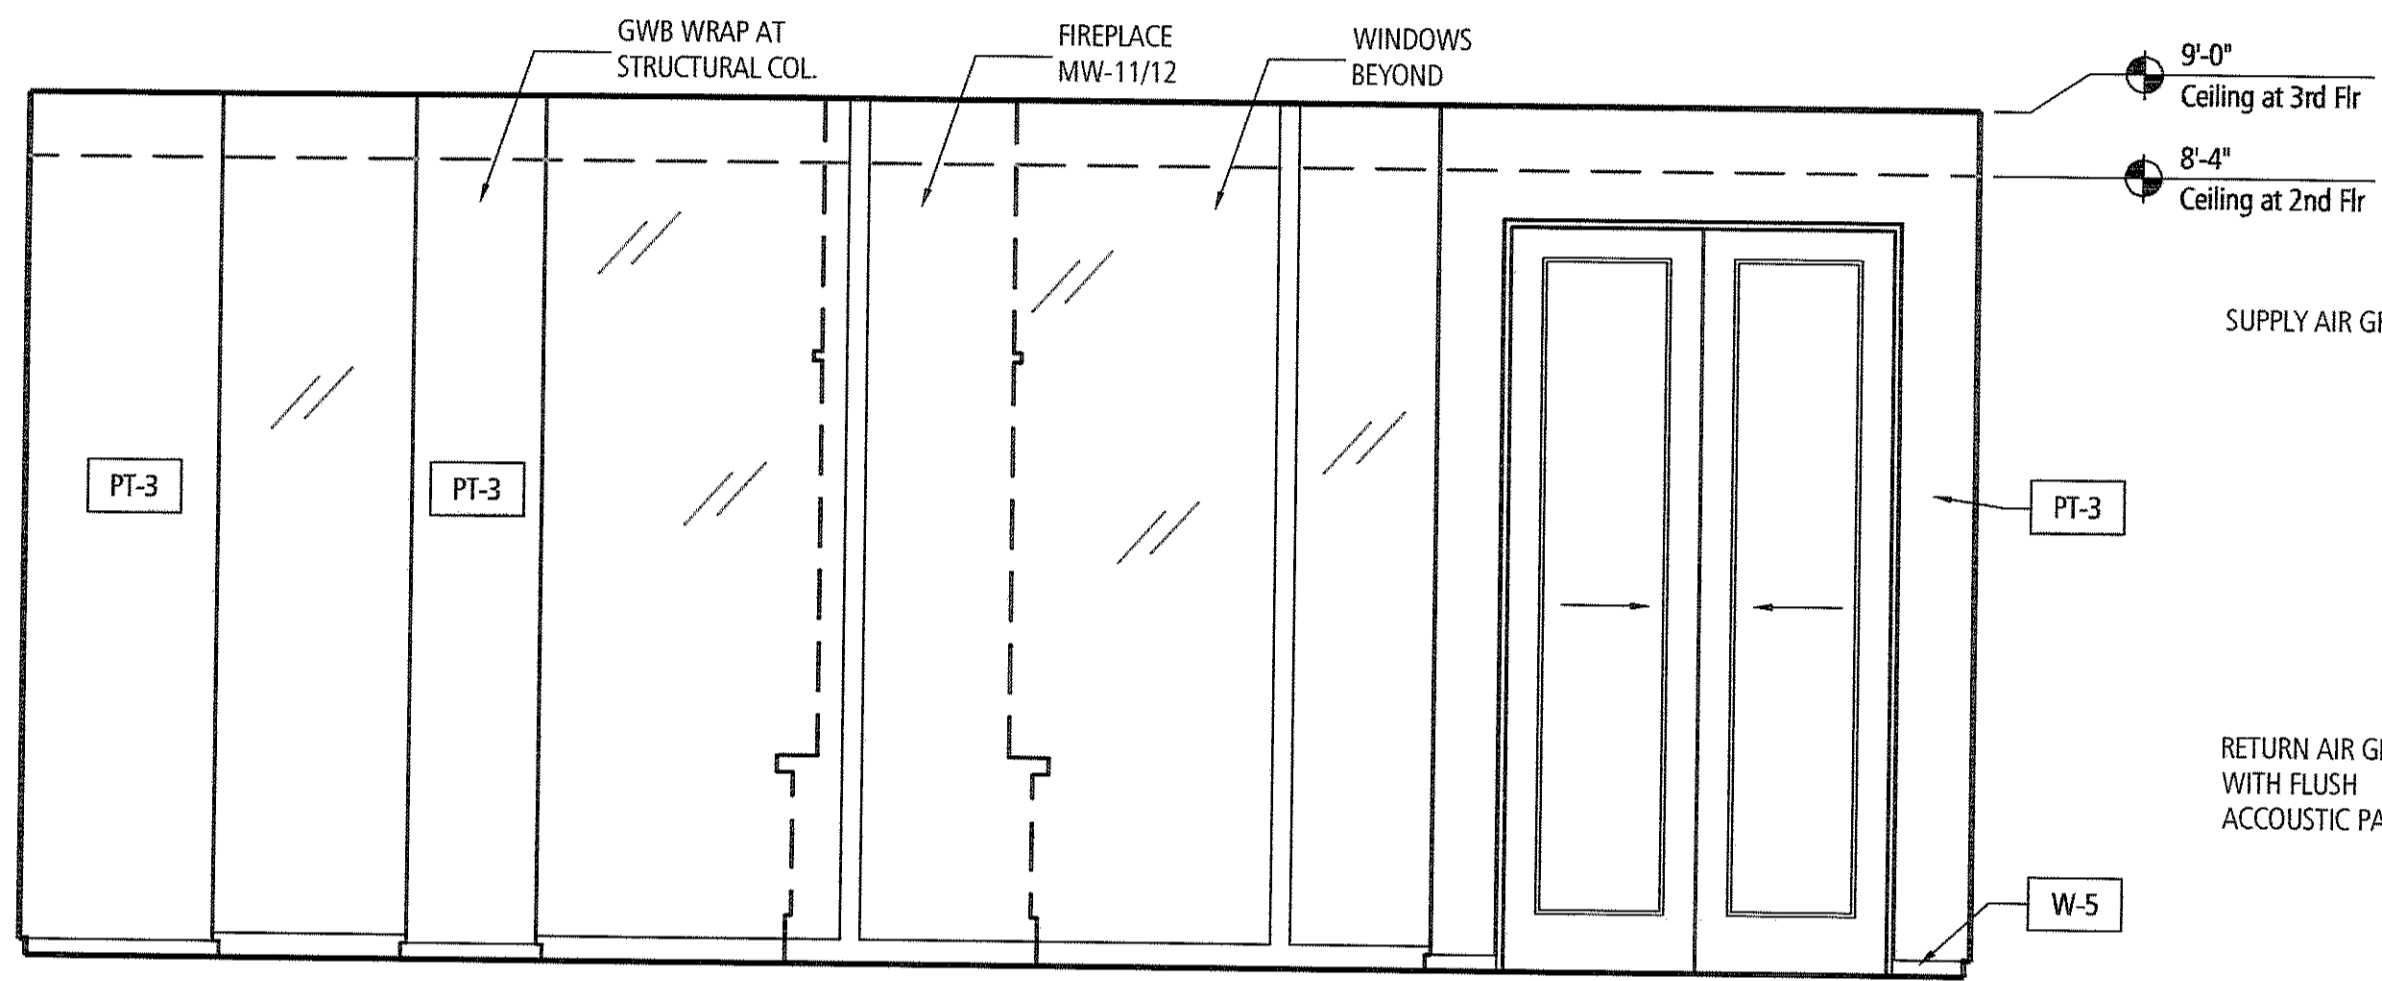 GWB WRAP AT
STRUCTURAL COL.
FIREPLACE
MW-11/12
WINDOWS
BEYOND
9'-0"
Ceiling at 3rd Flr
8'-4"
Ceiling at 2nd Flr
SUPPLY AIR
PT-3
PT-3
PT-3
RETURN AIR
WITH FLUSH
ACCOUSTIC
W-5